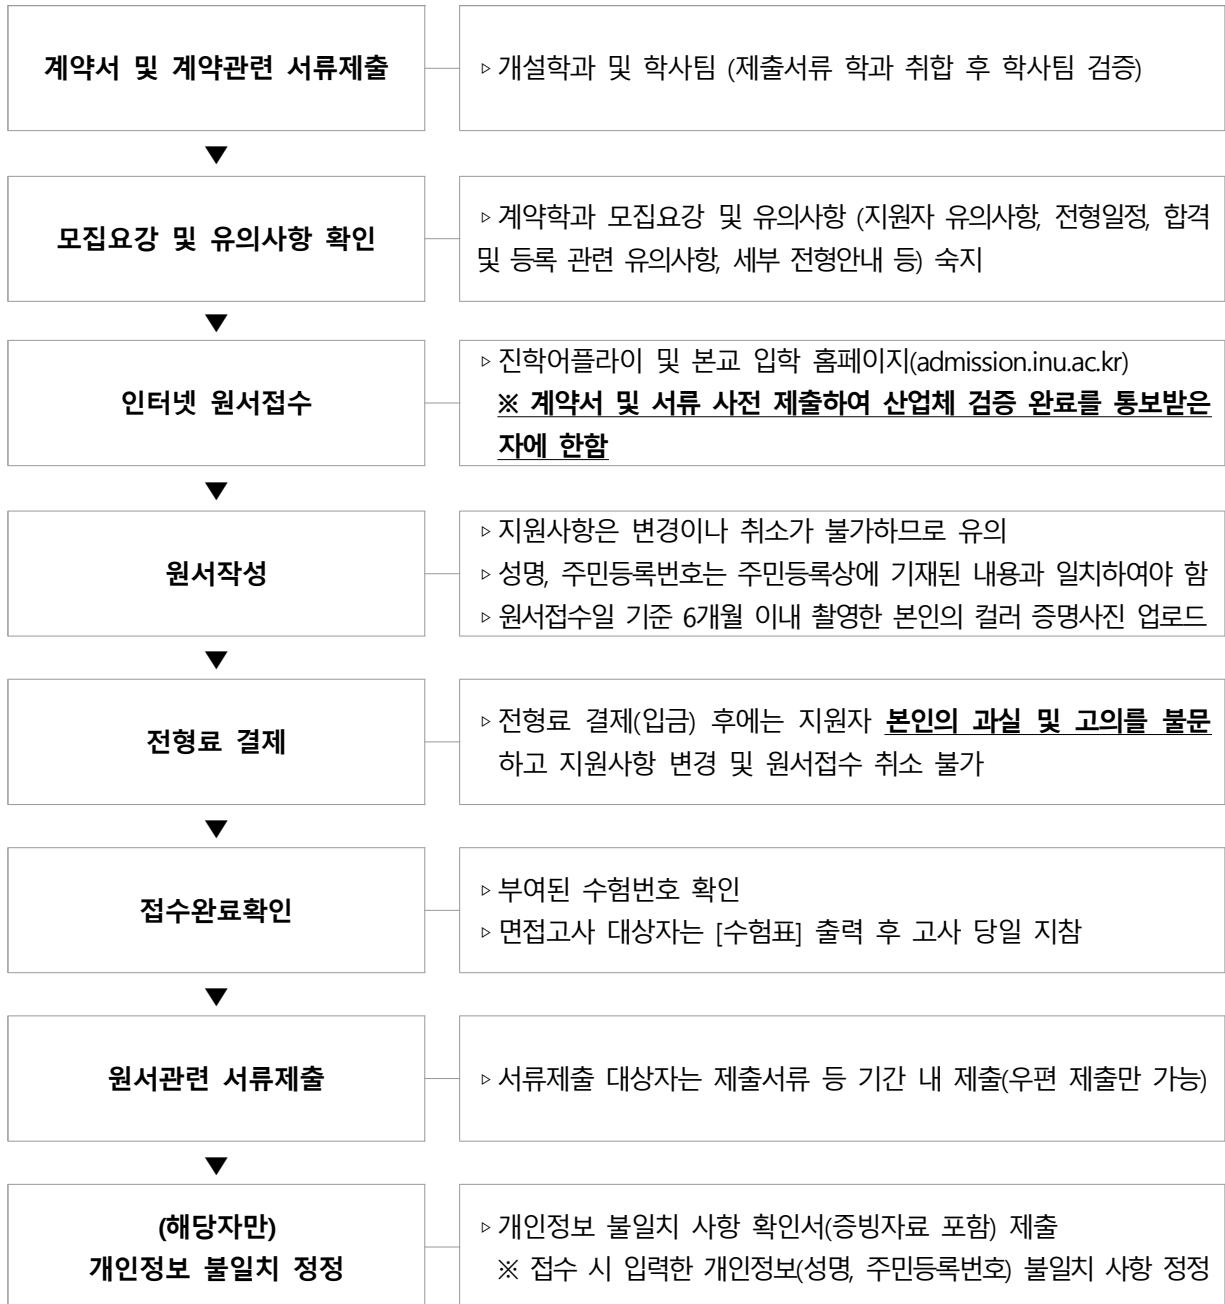 계약서 및 계약관련 서류제출
▹개설학과 및 학사팀 (제출서류 학과 취합 후 학사팀 검증)
▼
모집요강 및 유의사항 확인
▹계약학과 모집요강 및 유의사항 (지원자 유의사항, 전형일정, 합격
및 등록 관련 유의사항, 세부 전형안내 등) 숙지
▼
인터넷 원서접수
▹진학어플라이 및 본교 입학 홈페이지(admission.inu.ac.kr)
※ 계약서 및 서류 사전 제출하여 산업체 검증 완료를 통보받은
자에 한함
▼
원서작성
▹지원사항은 변경이나 취소가 불가하므로 유의
▹성명, 주민등록번호는 주민등록상에 기재된 내용과 일치하여야 함
▹원서접수일 기준 6개월 이내 촬영한 본인의 컬러 증명사진 업로드
▼
전형료 결제
▹전형료 결제(입금) 후에는 지원자 본인의 과실 및 고의를 불문
하고 지원사항 변경 및 원서접수 취소 불가
▼
접수완료확인
▹부여된 수험번호 확인
▹면접고사 대상자는 [수험표] 출력 후 고사 당일 지참
▼
원서관련 서류제출
▹서류제출 대상자는 제출서류 등 기간 내 제출(우편 제출만 가능)
▼
(해당자만)
개인정보 불일치 정정
▹개인정보 불일치 사항 확인서(증빙자료 포함) 제출
※ 접수 시 입력한 개인정보(성명, 주민등록번호) 불일치 사항 정정